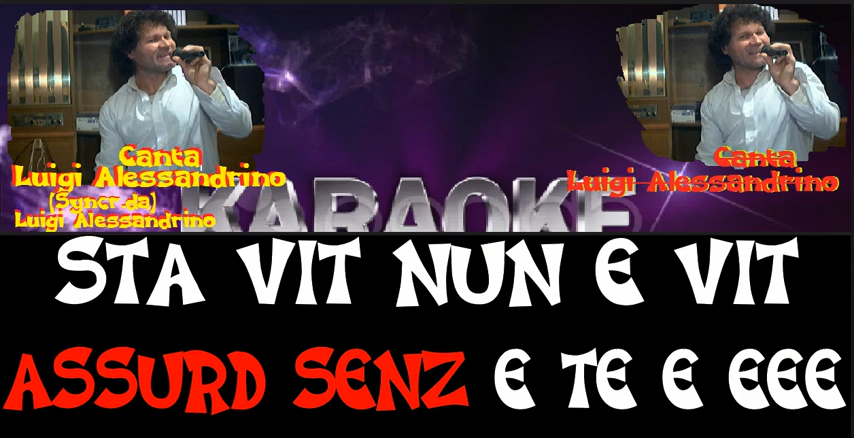 Canta
Luigi Alessandrino
(Syncr da)
Luigi Alessandrino
Canta
Luigi Alessandrino
KARAOKE
STA VIT NUN E VIT
ASSURD SENZ E TE E EEE